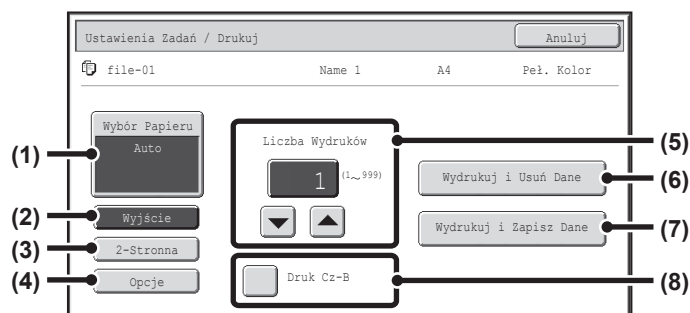 Ustawienia Zadań / Drukuj
Anuluj
file-01 Name 1 A4 Peł. Kolor
Wybór Papieru
Auto
Liczba Wydruków
1 (1~999)
Wyjście
2-Stronna
Opcje
Druk Cz-B
Wydrukuj i Usuń Dane
Wydrukuj i Zapisz Dane
(1)
(2)
(3)
(4)
(5)
(6)
(7)
(8)